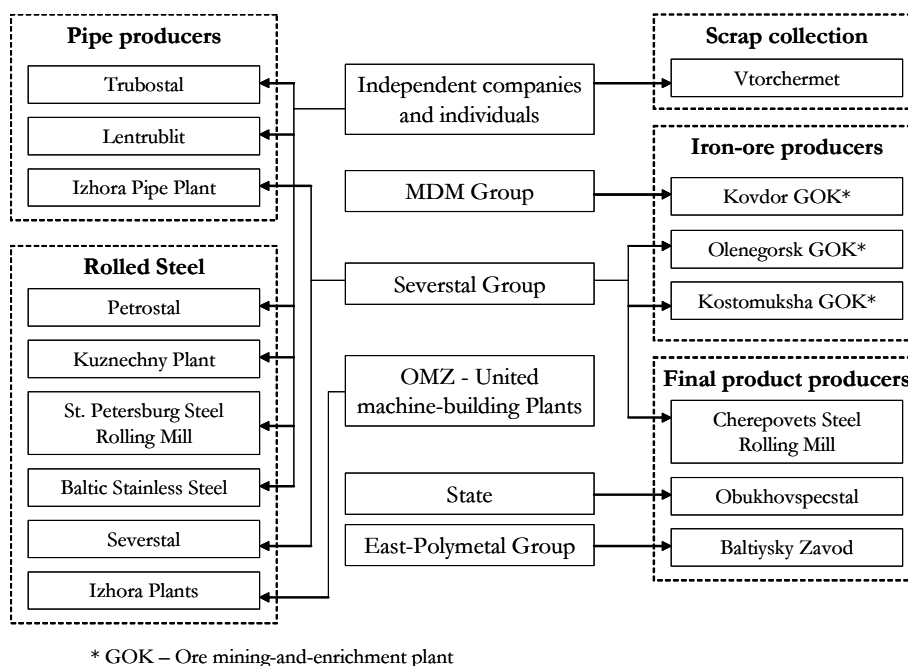 Pipe producers
Trubostal
Lentrublit
Izhora Pipe Plant
Rolled Steel
Petrostal
Kuznechny Plant
St. Petersburg Steel
Rolling Mill
Baltic Stainless Steel
Severstal
Izhora Plants
Independent companies
and individuals
MDM Group
Severstal Group
OMZ - United
machine-building Plants
State
East-Polymetal Group
Scrap collection
Vtorchermet
Iron-ore producers
Kovdor GOK*
Olenegorsk GOK*
Kostomuksha GOK*
Final product producers
Cherepovets Steel
Rolling Mill
Obukhovspecstal
Baltiysky Zavod
* GOK – Ore mining-and-enrichment plant